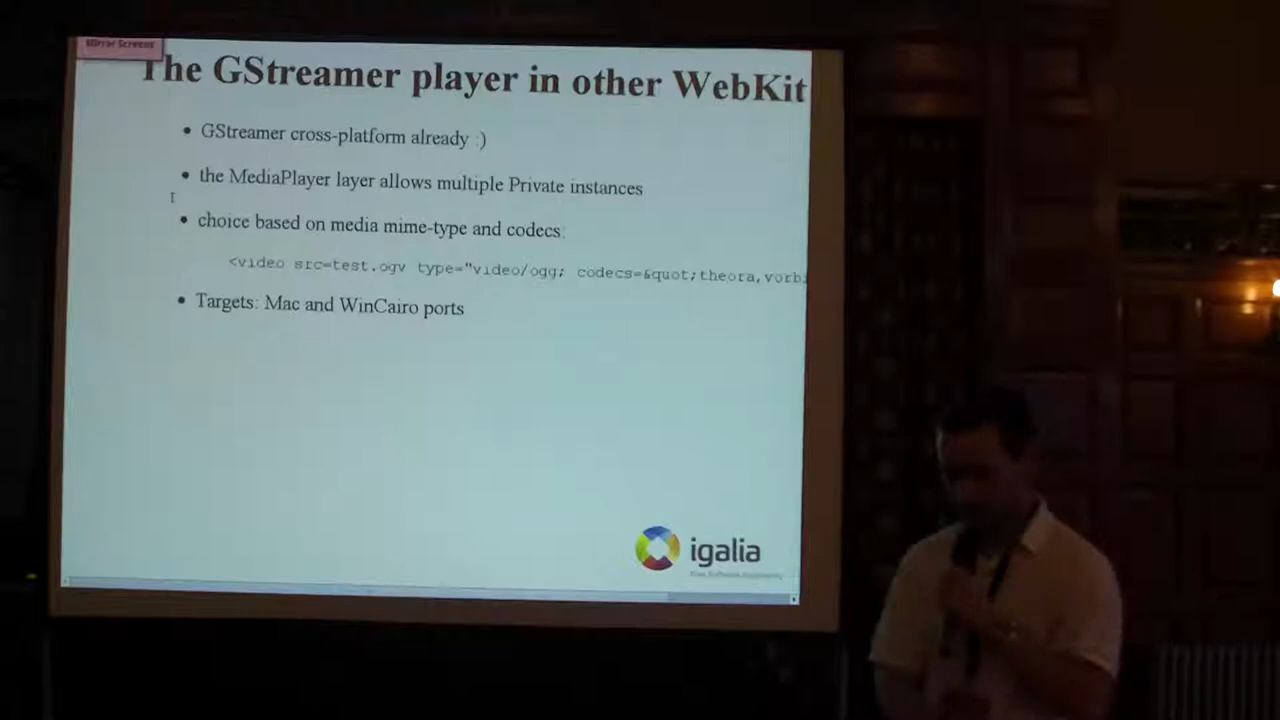 Mirror Screens
The GStreamer player in other WebKit
• GStreamer cross-platform already :)
• the MediaPlayer layer allows multiple Private instances
• choice based on media mime-type and codecs:
<video src=test.ogv type="video/ogg; codecs=&quot;theora,vorbi
• Targets: Mac and WinCairo ports
igalia